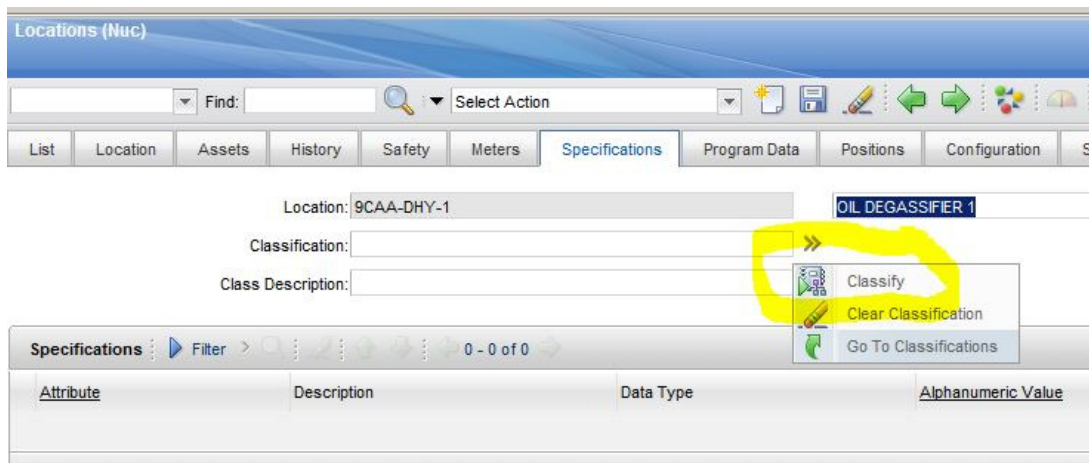 Locations (Nuc)
Find: Select Action
List Location Assets History Safety Meters Specifications Program Data Positions Configuration S
Location: 9CAA-DHY-1 OIL DEGASSIFIER 1
Classification:
Class Description:
Classify
Clear Classification
Go To Classifications
Specifications Filter > 0 - 0 of 0
Attribute Description Data Type Alphanumeric Value